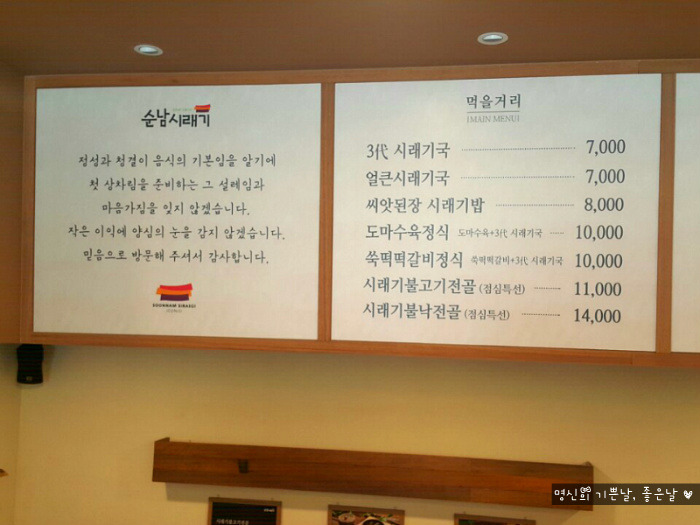 순남시래기
정성과 청결이 음식의 기본임을 알기에
첫 상차림을 준비하는 그 설레임과
마음가짐을 잊지 않겠습니다.
작은 이익에 양심의 눈을 감지 않겠습니다.
믿음으로 방문해 주셔서 감사합니다.
SOONNAM SIRAEGI
먹을거리
[MAIN MENU]
3代 시래기국 7,000
얼큰시래기국 7,000
씨앗된장 시래기밥 8,000
도마수육정식 도마수육+3代 시래기국 10,000
쑥떡떡갈비정식 쑥떡떡갈비+3代 시래기국 10,000
시래기불고기전골 (점심특선) 11,000
시래기불낙전골 (점심특선) 14,000
명신의 기쁜날, 좋은날 ♥